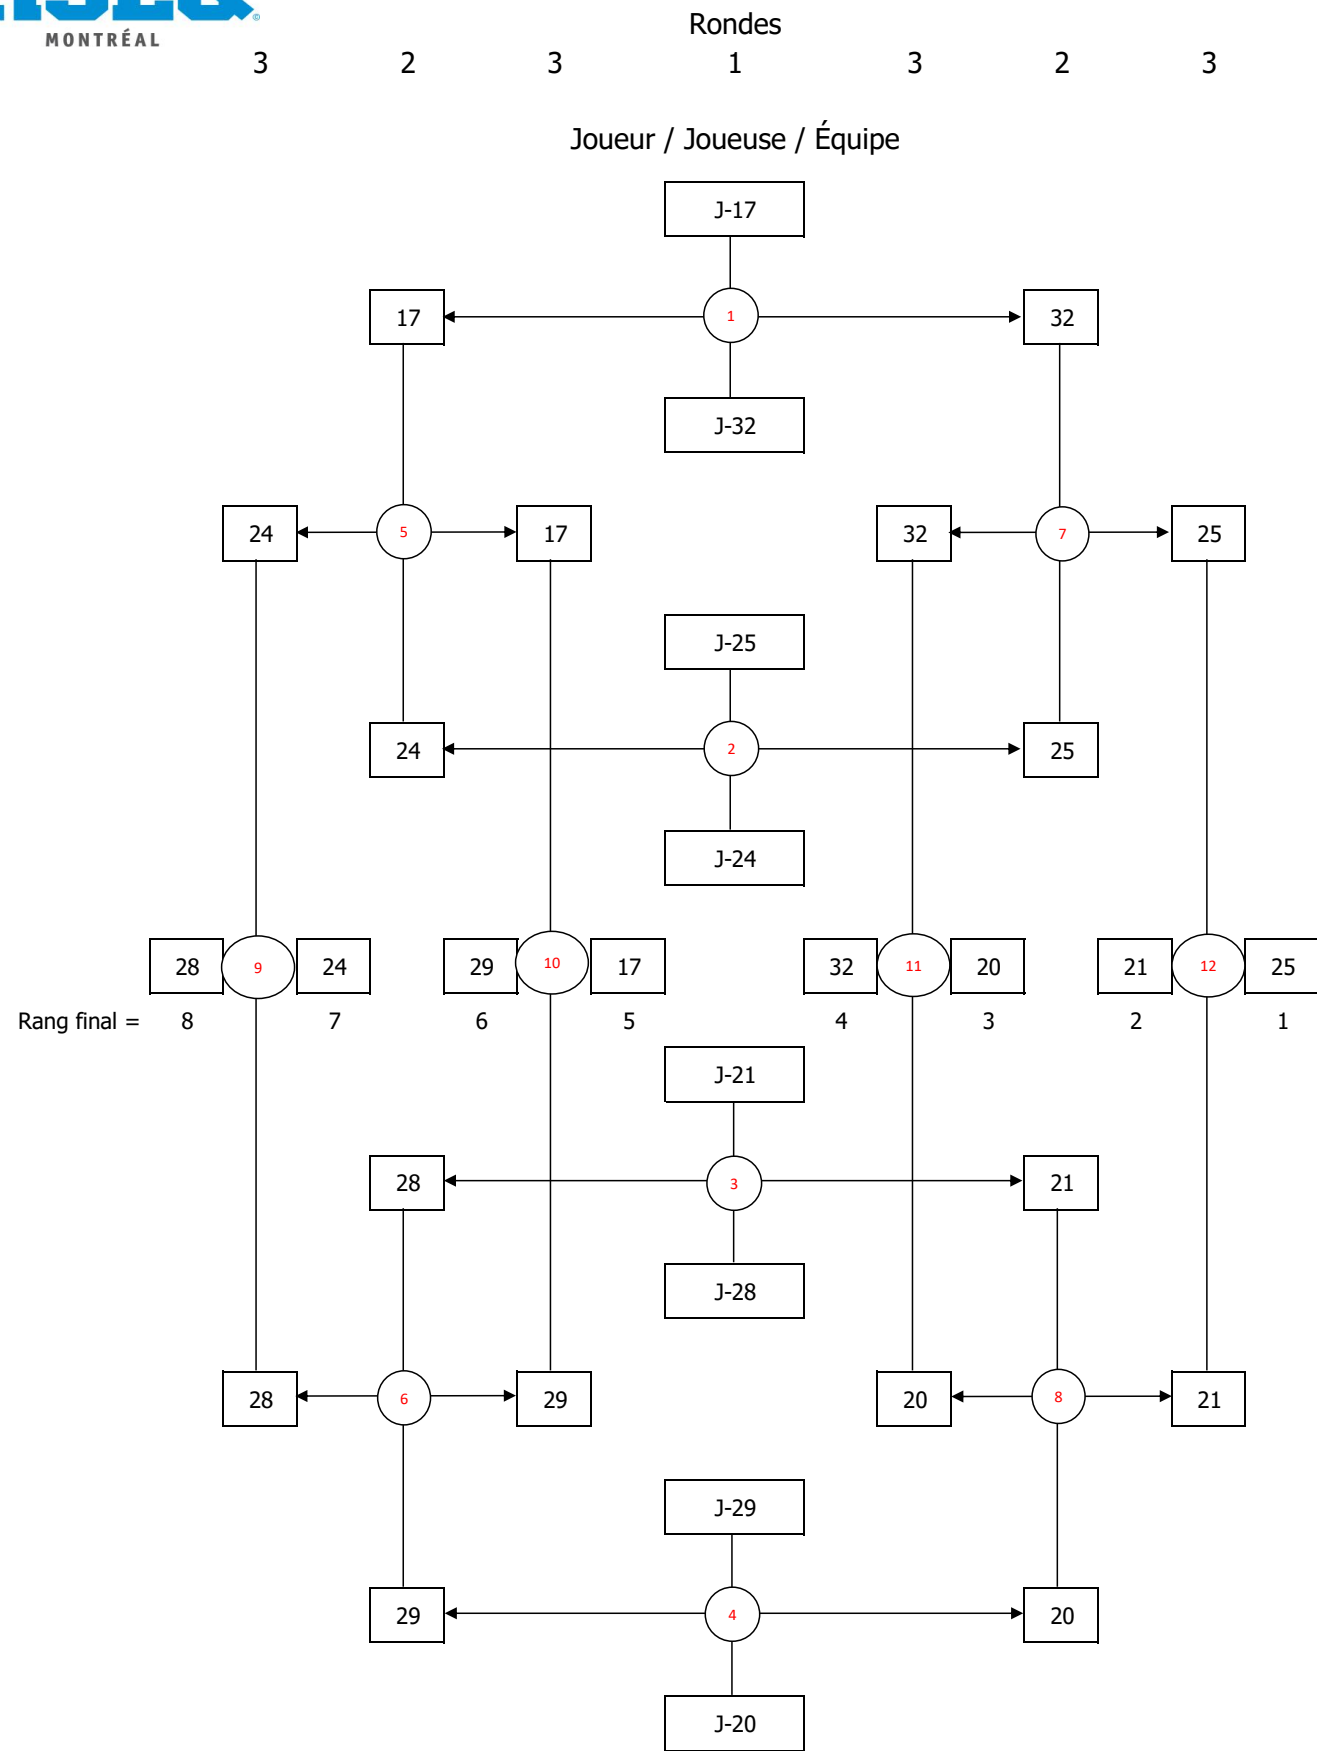 MONTRÉAL
Rondes
3 2 3 1 3 2 3
Joueur / Joueuse / Équipe
J-17
17 1 32
J-32
24 5 17 32 7 25
J-25
24 2 25
J-24
28 9 24 29 10 17 32 11 20 21 12 25
Rang final = 8 7 6 5 4 3 2 1
J-21
28 3 21
J-28
28 6 29 20 8 21
J-29
29 4 20
J-20